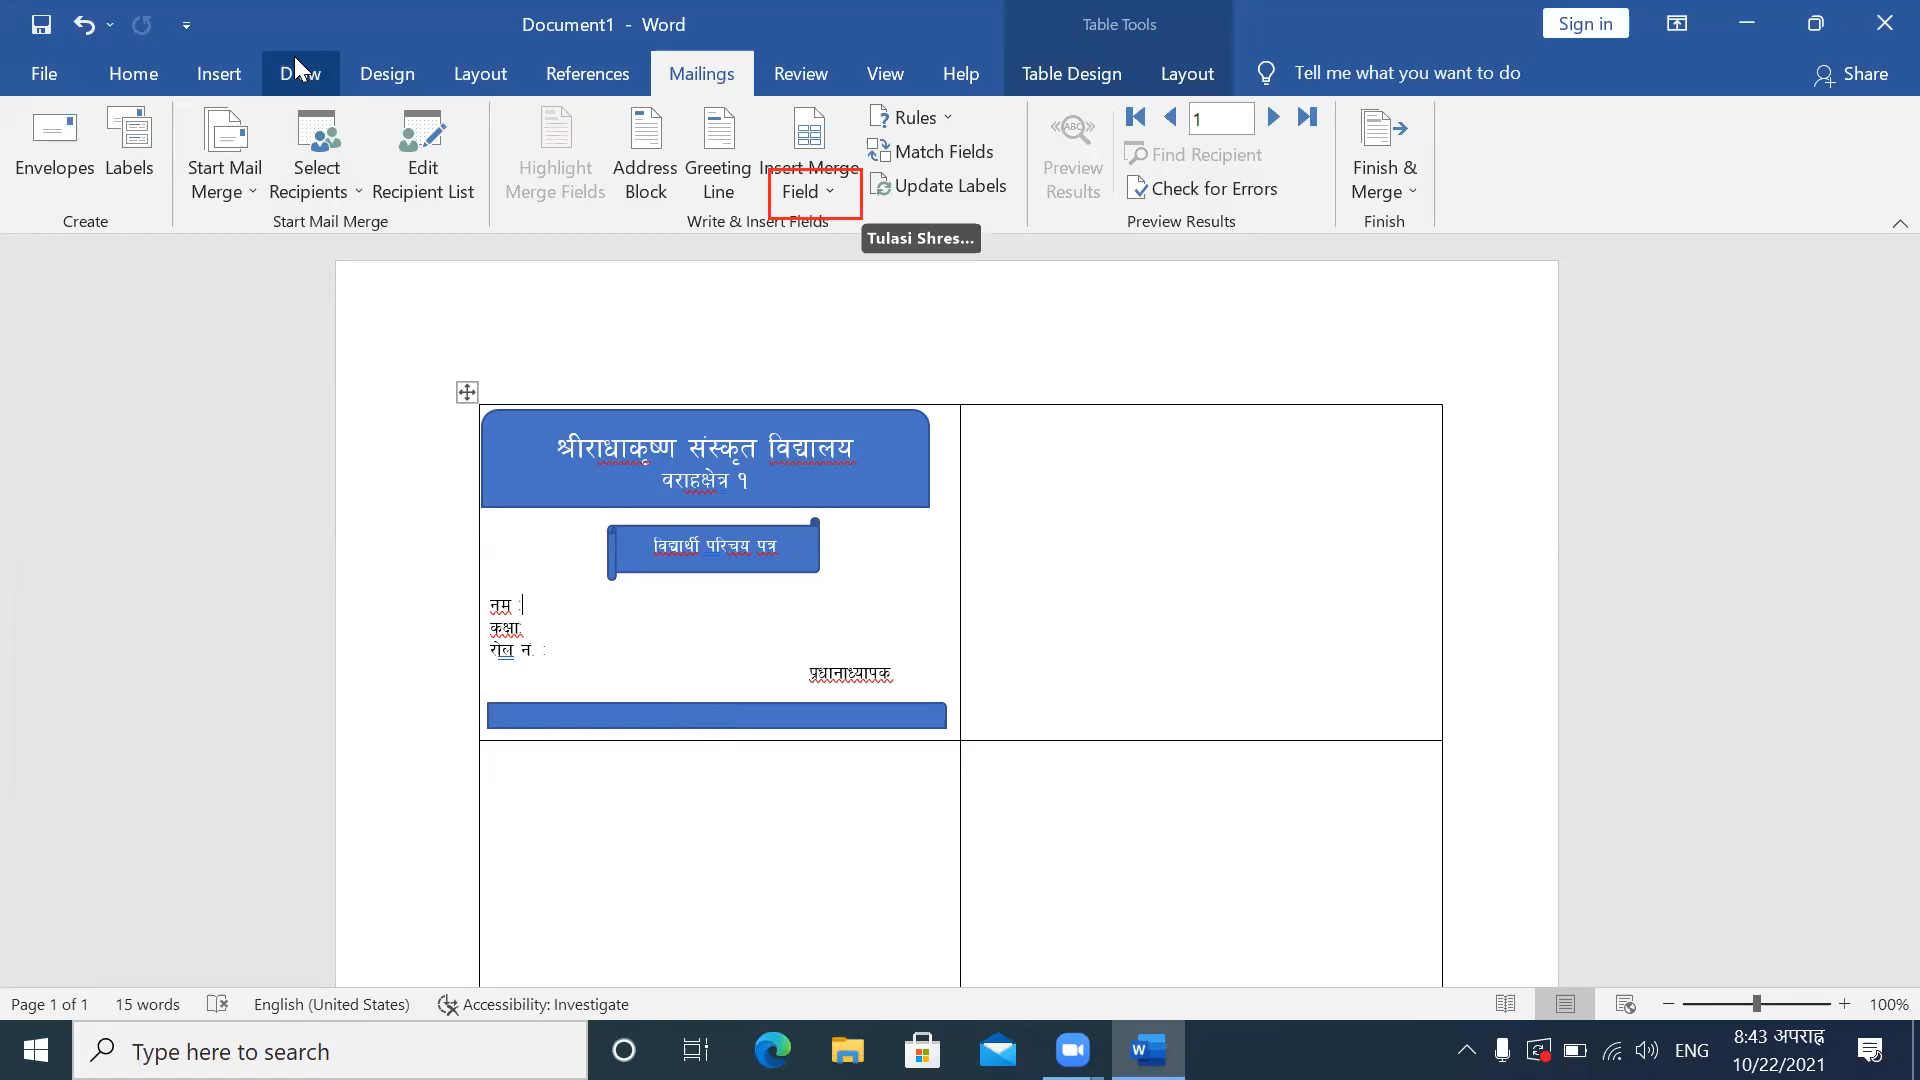 Document1 - Word
Table Tools
Sign in
File Home Insert Draw Design Layout References Mailings Review View Help Table Design Layout Tell me what you want to do Share
Envelopes
Labels
Create
Start Mail
Merge
Select
Recipients
Edit
Recipient List
Start Mail Merge
Highlight
Merge Fields
Address
Block
Greeting
Line
Insert Merge
Field
Rules
Match Fields
Update Labels
Write & Insert Fields
Preview
Results
1
Find Recipient
Check for Errors
Preview Results
Finish &
Merge
Finish
Tulasi Shres...
श्रीराधाकृष्ण संस्कृत विद्यालय
वराहक्षेत्र १
विद्यार्थी परिचय पत्र
नम :
कक्षा:
रोल नं. :
प्रधानाध्यापक
Page 1 of 1 15 words English (United States) Accessibility: Investigate 100%
Type here to search
ENG
8:43 अपराह्न
10/22/2021